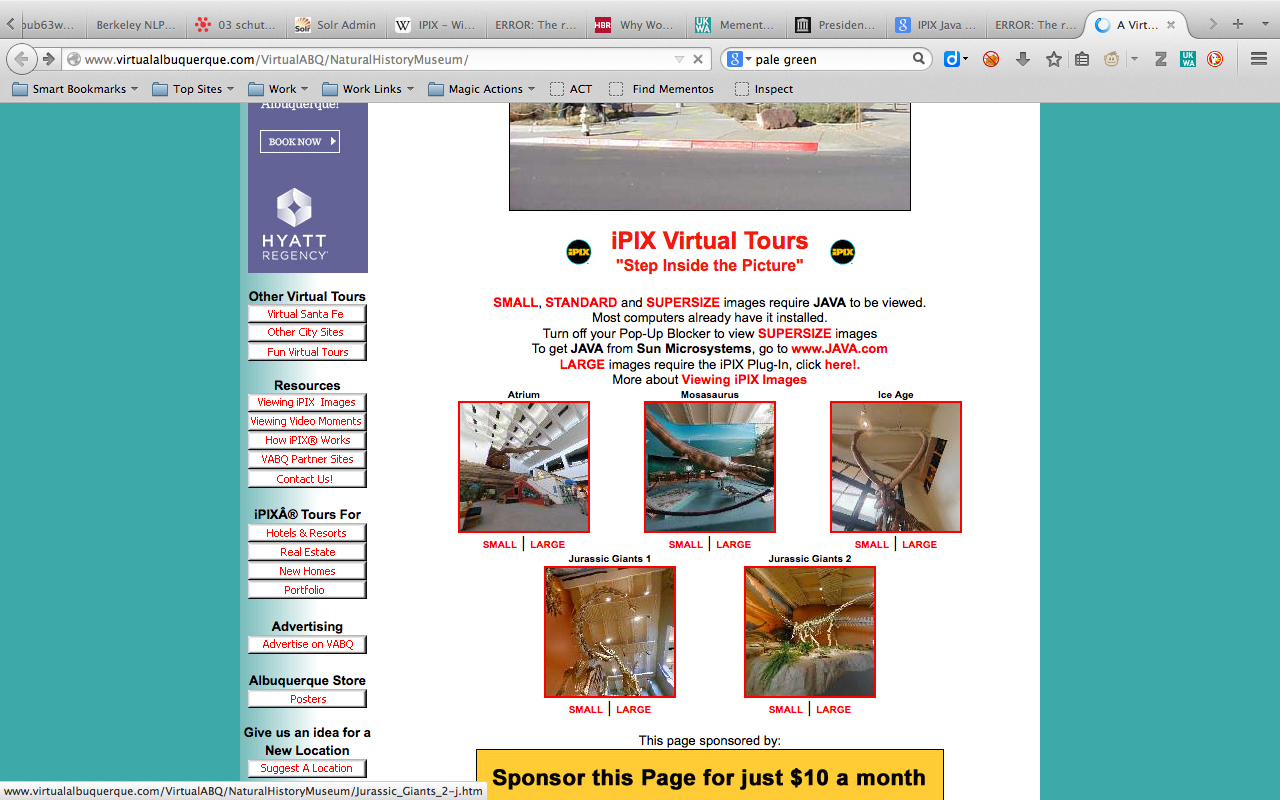 ɔub63w...
Berkeley NLP...
03 schut...
Solr Admin
IPIX – Wi...
ERROR: The r...
Why Wo...
Mement...
Presiden...
IPIX Java ...
ERROR: The r...
A Virt...
www.virtualalbuquerque.com/VirtualABQ/NaturalHistoryMuseum/
pale green
Smart Bookmarks
Top Sites
Work
Work Links
Magic Actions
ACT
Find Mementos
Inspect
Albuquerque!
BOOK NOW
HYATT
REGENCY
Other Virtual Tours
Virtual Santa Fe
Other City Sites
Fun Virtual Tours
Resources
Viewing iPIX Images
Viewing Video Moments
How iPIX® Works
VABQ Partner Sites
Contact Us!
iPIXÂ® Tours For
Hotels & Resorts
Real Estate
New Homes
Portfolio
Advertising
Advertise on VABQ
Albuquerque Store
Posters
Give us an idea for a
New Location
Suggest A Location
iPIX
iPIX Virtual Tours
iPIX
"Step Inside the Picture"
SMALL, STANDARD and SUPERSIZE images require JAVA to be viewed.
Most computers already have it installed.
Turn off your Pop-Up Blocker to view SUPERSIZE images
To get JAVA from Sun Microsystems, go to www.JAVA.com
LARGE images require the iPIX Plug-In, click here!.
More about Viewing iPIX Images
Atrium
Mosasaurus
Ice Age
SMALL | LARGE
SMALL | LARGE
SMALL | LARGE
Jurassic Giants 1
Jurassic Giants 2
SMALL | LARGE
SMALL | LARGE
This page sponsored by:
Sponsor this Page for just $10 a month
www.virtualalbuquerque.com/VirtualABQ/NaturalHistoryMuseum/Jurassic_Giants_2-j.htm